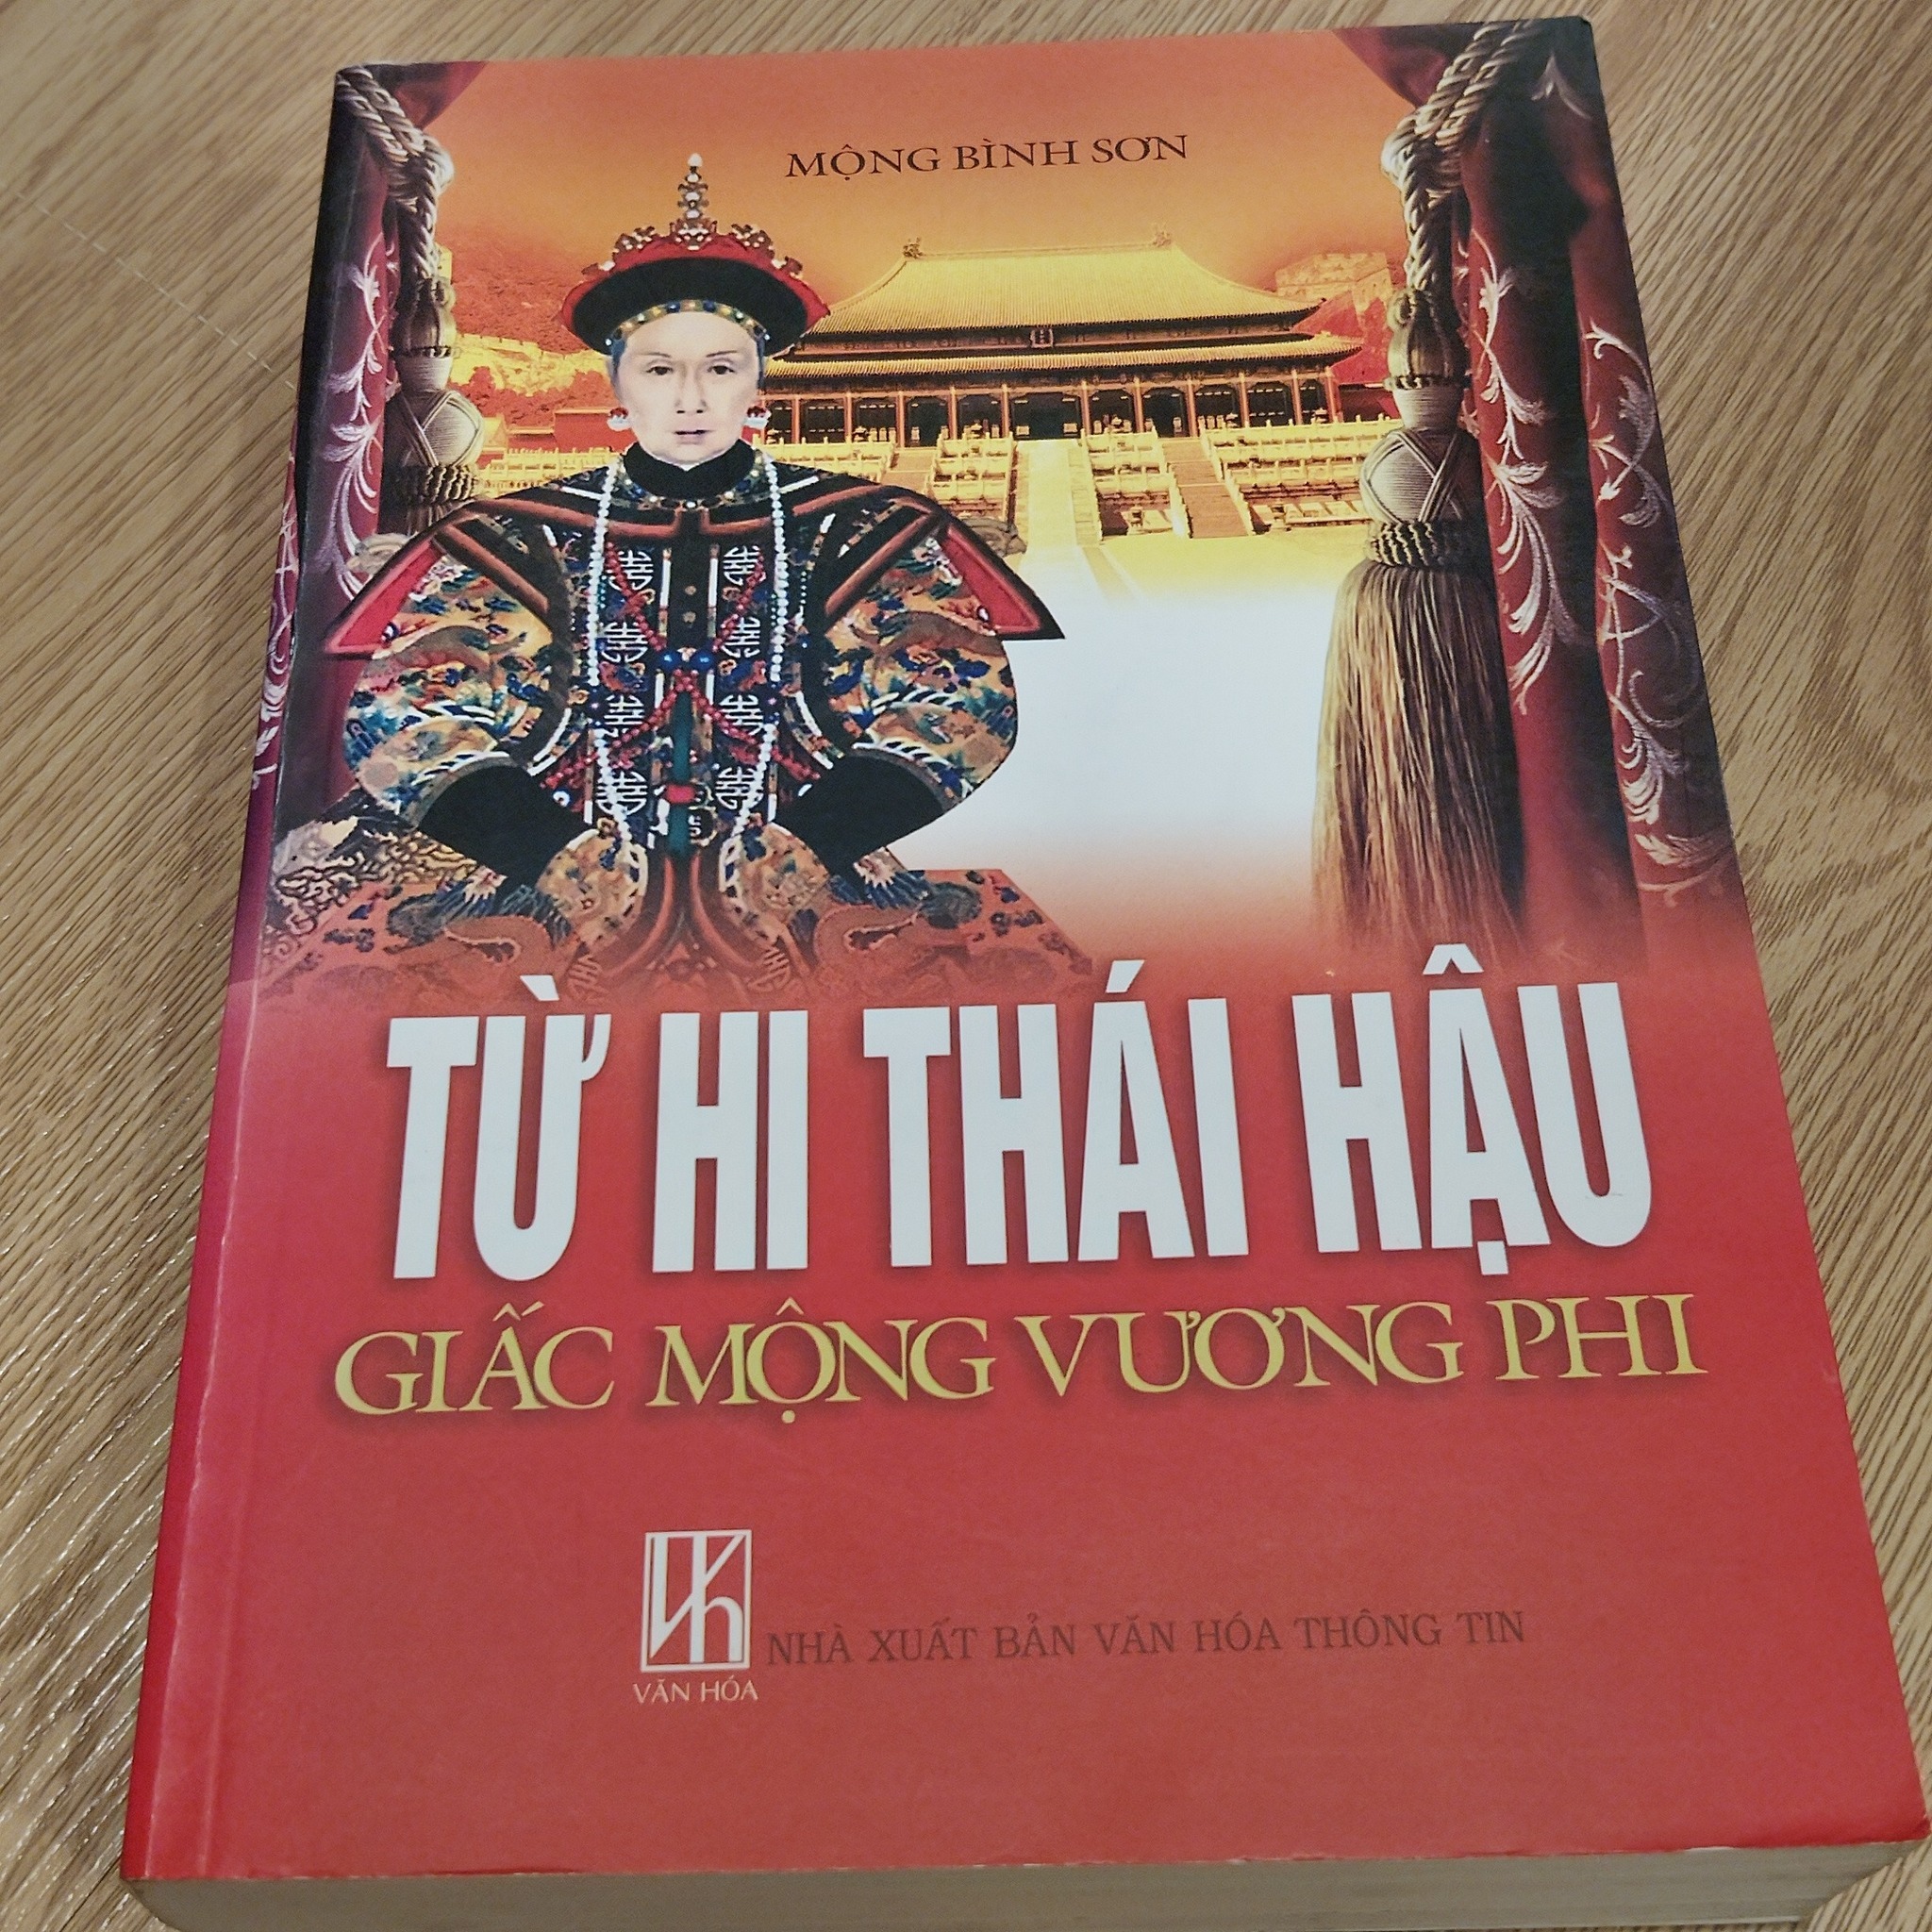 MỘNG BÌNH SƠN
TỪ HI THÁI HẬU
GIẤC MỘNG VƯƠNG PHI
Vh
NHÀ XUẤT BẢN VĂN HÓA THÔNG TIN
VĂN HÓA